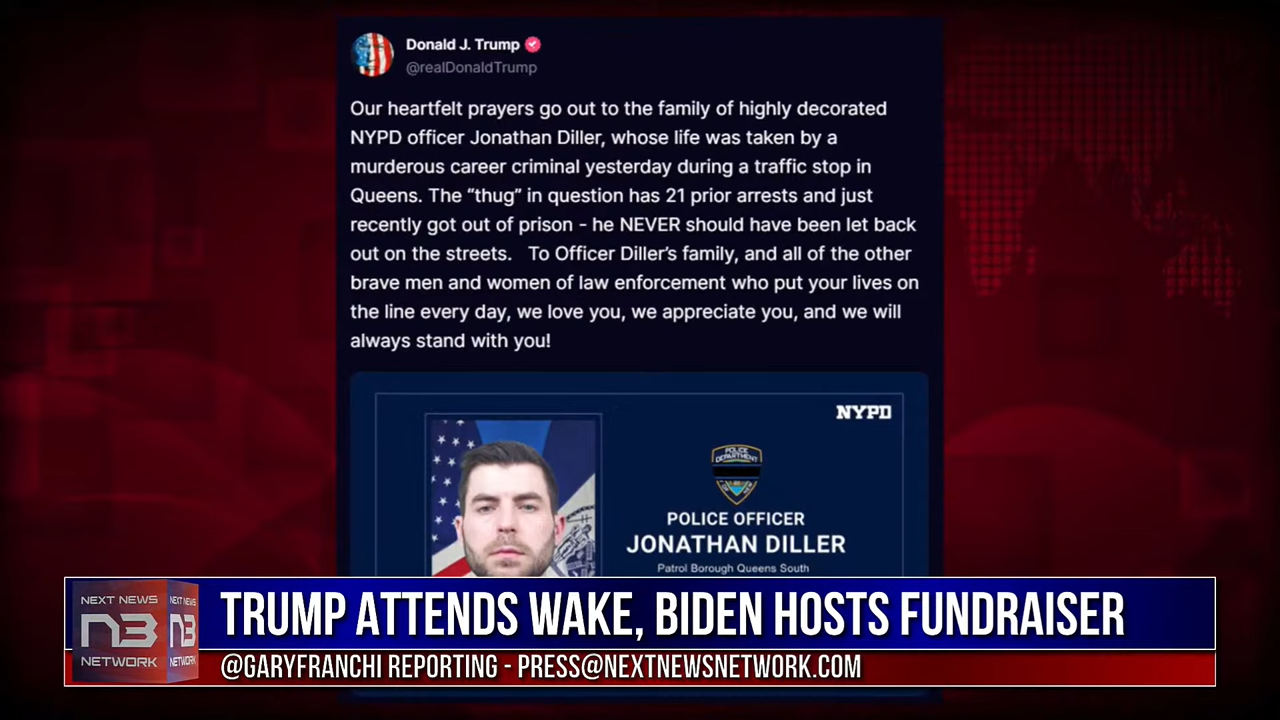 Donald J. Trump
@realDonaldTrump
Our heartfelt prayers go out to the family of highly decorated
NYPD officer Jonathan Diller, whose life was taken by a
murderous career criminal yesterday during a traffic stop in
Queens. The “thug” in question has 21 prior arrests and just
recently got out of prison - he NEVER should have been let back
out on the streets.   To Officer Diller’s family, and all of the other
brave men and women of law enforcement who put your lives on
the line every day, we love you, we appreciate you, and we will
always stand with you!
NYPD
POLICE
DEPARTMENT
POLICE OFFICER
JONATHAN DILLER
Patrol Borough Queens South
NEXT NEWS
N3
NETWORK
NEXT NEWS
N3
NETWORK
TRUMP ATTENDS WAKE, BIDEN HOSTS FUNDRAISER
@GARYFRANCHI REPORTING - PRESS@NEXTNEWSNETWORK.COM